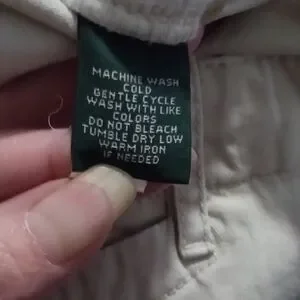 MACHINE WASH
COLD
GENTLE CYCLE
WASH WITH LIKE
COLORS
DO NOT BLEACH
TUMBLE DRY LOW
WARM IRON
IF NEEDED